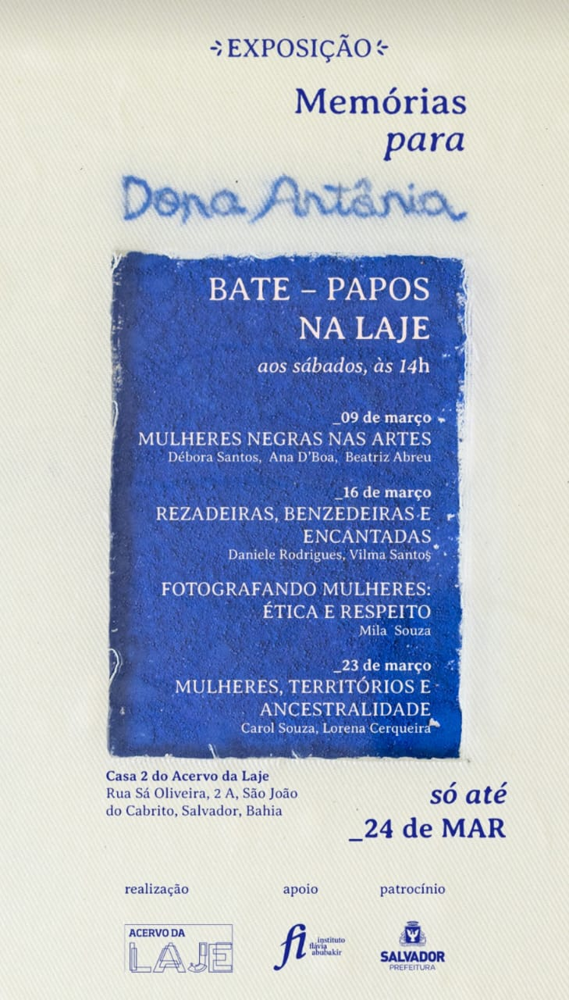 EXPOSIÇÃO
Memórias
para
Dona Antânia
BATE – PAPOS
NA LAJE
aos sábados, às 14h
_09 de março
MULHERES NEGRAS NAS ARTES
Débora Santos, Ana D'Boa, Beatriz Abreu
_16 de março
REZADEIRAS, BENZEDEIRAS E
ENCANTADAS
Daniele Rodrigues, Vilma Santos
FOTOGRAFANDO MULHERES:
ÉTICA E RESPEITO
Mila Souza
_23 de março
MULHERES, TERRITÓRIOS E
ANCESTRALIDADE
Carol Souza, Lorena Cerqueira
Casa 2 do Acervo da Laje
Rua Sá Oliveira, 2 A, São João
do Cabrito, Salvador, Bahia
só até
_24 de MAR
realização
apoio
patrocínio
ACERVO DA
LAJE
fi
instituto
flávia
abubakir
SALVADOR
PREFEITURA